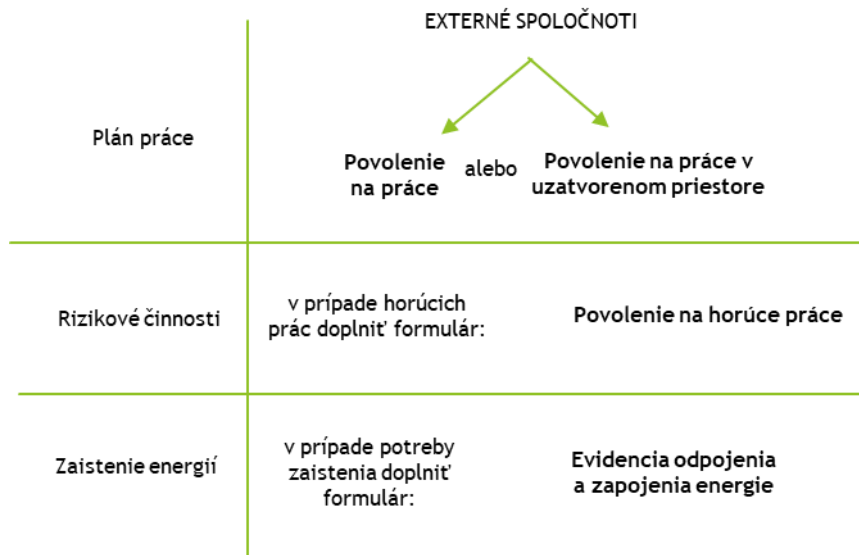 EXTERNÉ SPOLOČNOTI
Plán práce
Povolenie
na práce
alebo
Povolenie na práce v
uzatvorenom priestore
Rizikové činnosti
v prípade horúcich
prác doplniť formulár:
Povolenie na horúce práce
Zaistenie energií
v prípade potreby
zaistenia doplniť
formulár:
Evidencia odpojenia
a zapojenia energie